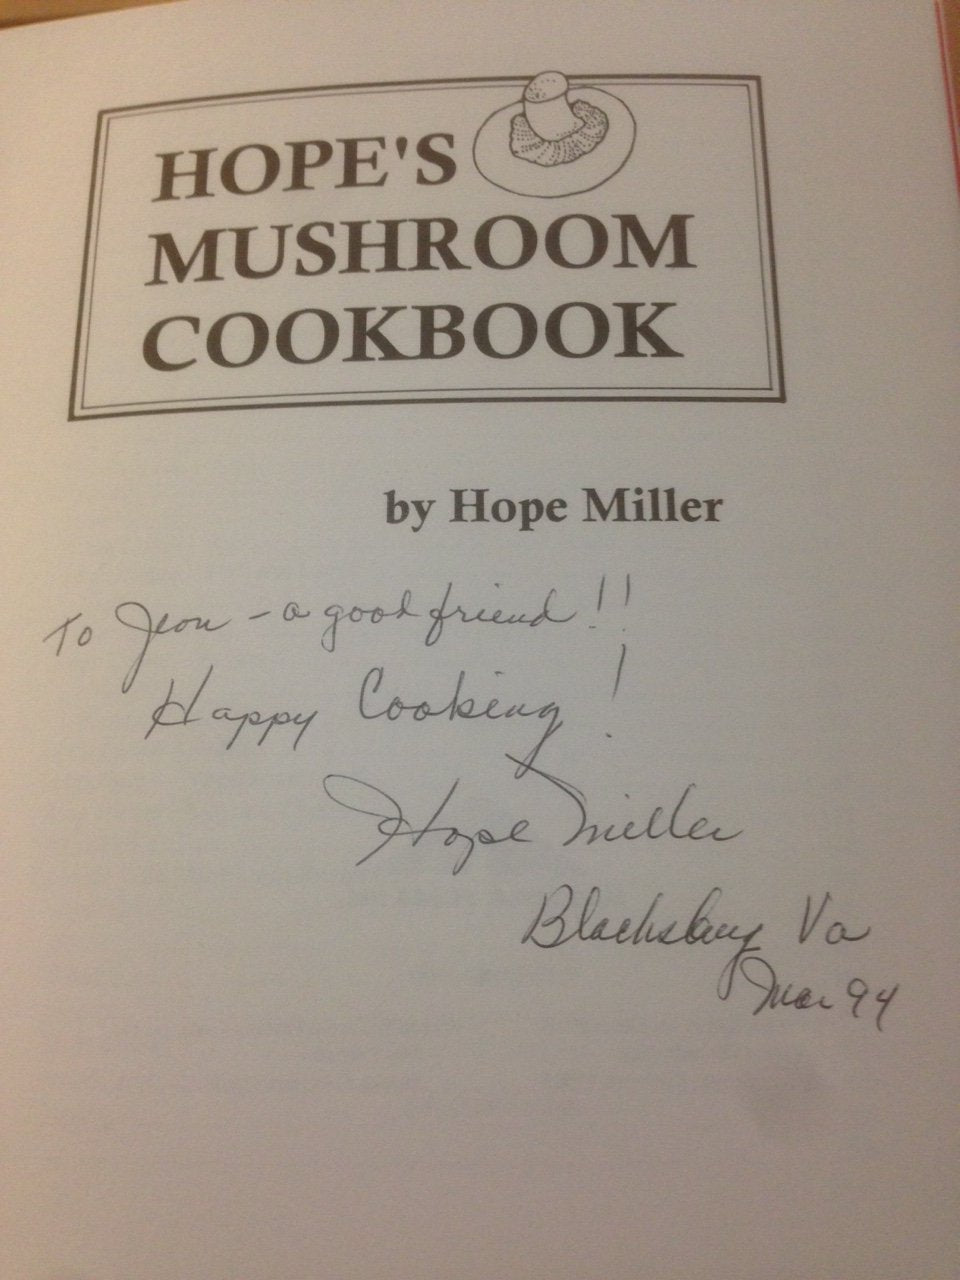 HOPE'S
MUSHROOM
COOKBOOK
by Hope Miller
To Jean - a good friend!!
Happy Cooking!
Hope Miller
Blacksburg Va
Mar 94